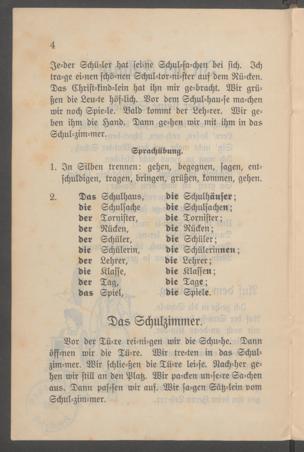 4
Je-der Schü-ler hat sei-ne Schul-sa-chen bei sich. Ich
tra-ge ei-nen schö-nen Schul-tor-ni-ster auf dem Rü-cken.
Das Christ-kind-lein hat ihn mir ge-bracht. Wir grü-
ßen die Leu-te höf-lich. Vor dem Schul-hau-se ma-chen
wir noch Spie-le. Bald kommt der Leh-rer. Wir ge-
ben ihm die Hand. Dann ge-hen wir mit ihm in das
Schul-zim-mer.
Sprachübung.
1. In Silben trennen: gehen, begegnen, sagen, ent-
schuldigen, tragen, bringen, grüßen, kommen, gehen.
2. Das Schulhaus, die Schulhäuser;
die Schulsache die Schulsachen;
der Tornister, die Tornister;
der Rücken, die Rücken;
der Schüler, die Schüler;
die Schülerin, die Schülerinnen;
der Lehrer, die Lehrer;
die Klasse, die Klassen;
der Tag, die Tage;
das Spiel, die Spiele.
Das Schulzimmer.
Vor der Tü-re rei-ni-gen wir die Schu-he. Dann
öff-nen wir die Tü-re. Wir tre-ten in das Schul-
zim-mer. Wir schlie-ßen die Tü-re lei-se. Nach-her ge-
hen wir still an den Platz. Wir pa-cken un-se-re Sa-chen
aus. Dann pas-sen wir auf. Wir sa-gen Sätz-lein vom
Schul-zim-mer.